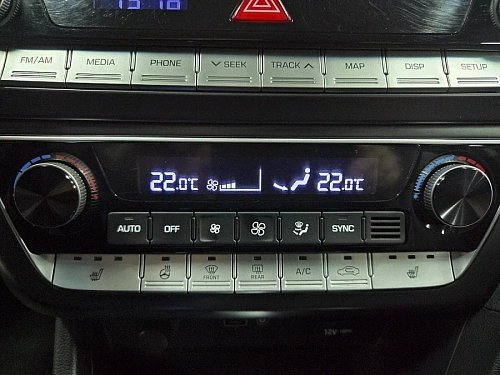 FM/AM MEDIA PHONE SEEK TRACK MAP DISP SETUP
22.0°C 22.0°C
AUTO OFF SYNC
FRONT REAR A/C
12V